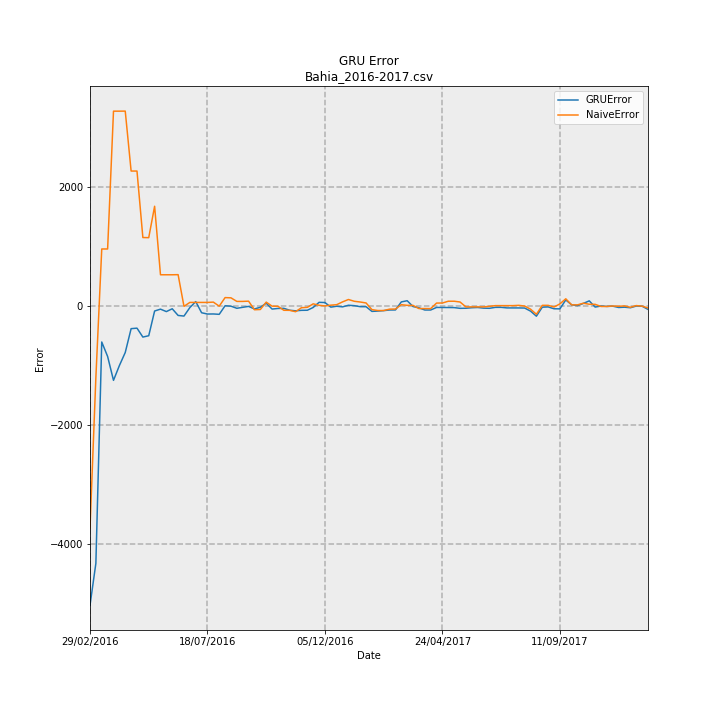 GRU Error
Bahia_2016-2017.csv
GRUError
NaiveError
2000
0
−2000
−4000
Error
29/02/2016
18/07/2016
05/12/2016
24/04/2017
11/09/2017
Date